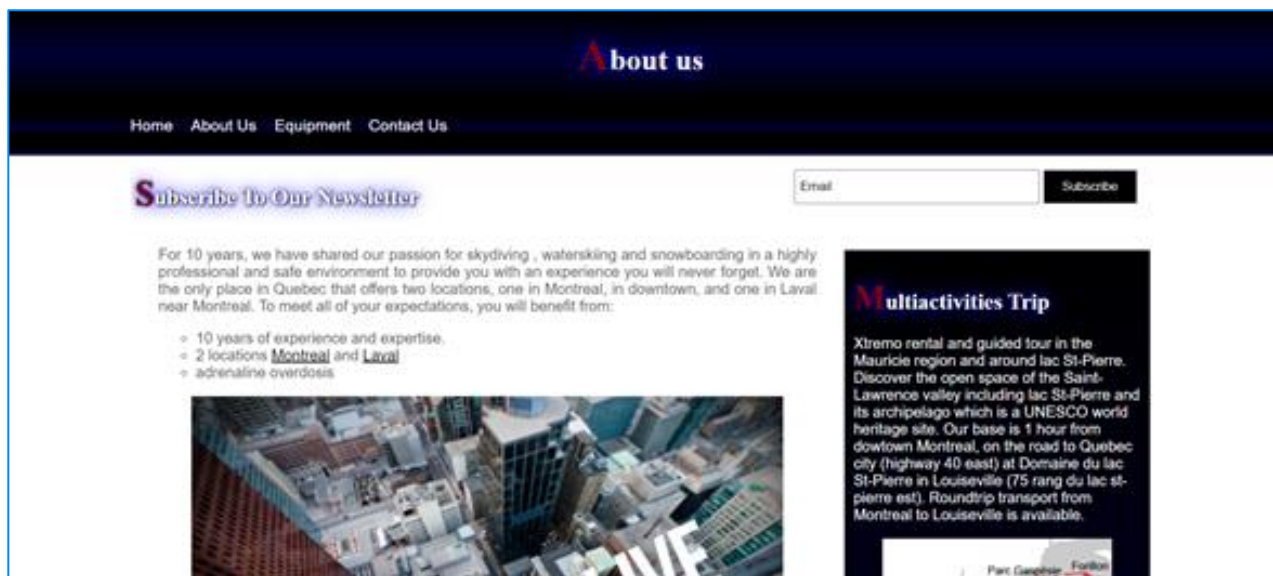 About us
Home About Us Equipment Contact Us
Subscribe To Our Newsletter
Email
Subscribe
For 10 years, we have shared our passion for skydiving , waterskiing and snowboarding in a highly
professional and safe environment to provide you with an experience you will never forget. We are
the only place in Quebec that offers two locations, one in Montreal, in downtown, and one in Laval
near Montreal. To meet all of your expectations, you will benefit from:
10 years of experience and expertise.
2 locations Montreal and Laval
adrenaline overdosis
Multiactivities Trip
Xtremo rental and guided tour in the
Mauricie region and around lac St-Pierre.
Discover the open space of the Saint-
Lawrence valley including lac St-Pierre and
its archipelago which is a UNESCO world
heritage site. Our base is 1 hour from
dowtown Montreal, on the road to Quebec
city (highway 40 east) at Domaine du lac
St-Pierre in Louiseville (75 rang du lac st-
pierre est). Roundtrip transport from
Montreal to Louiseville is available.
Parc Gaspésie Forillon